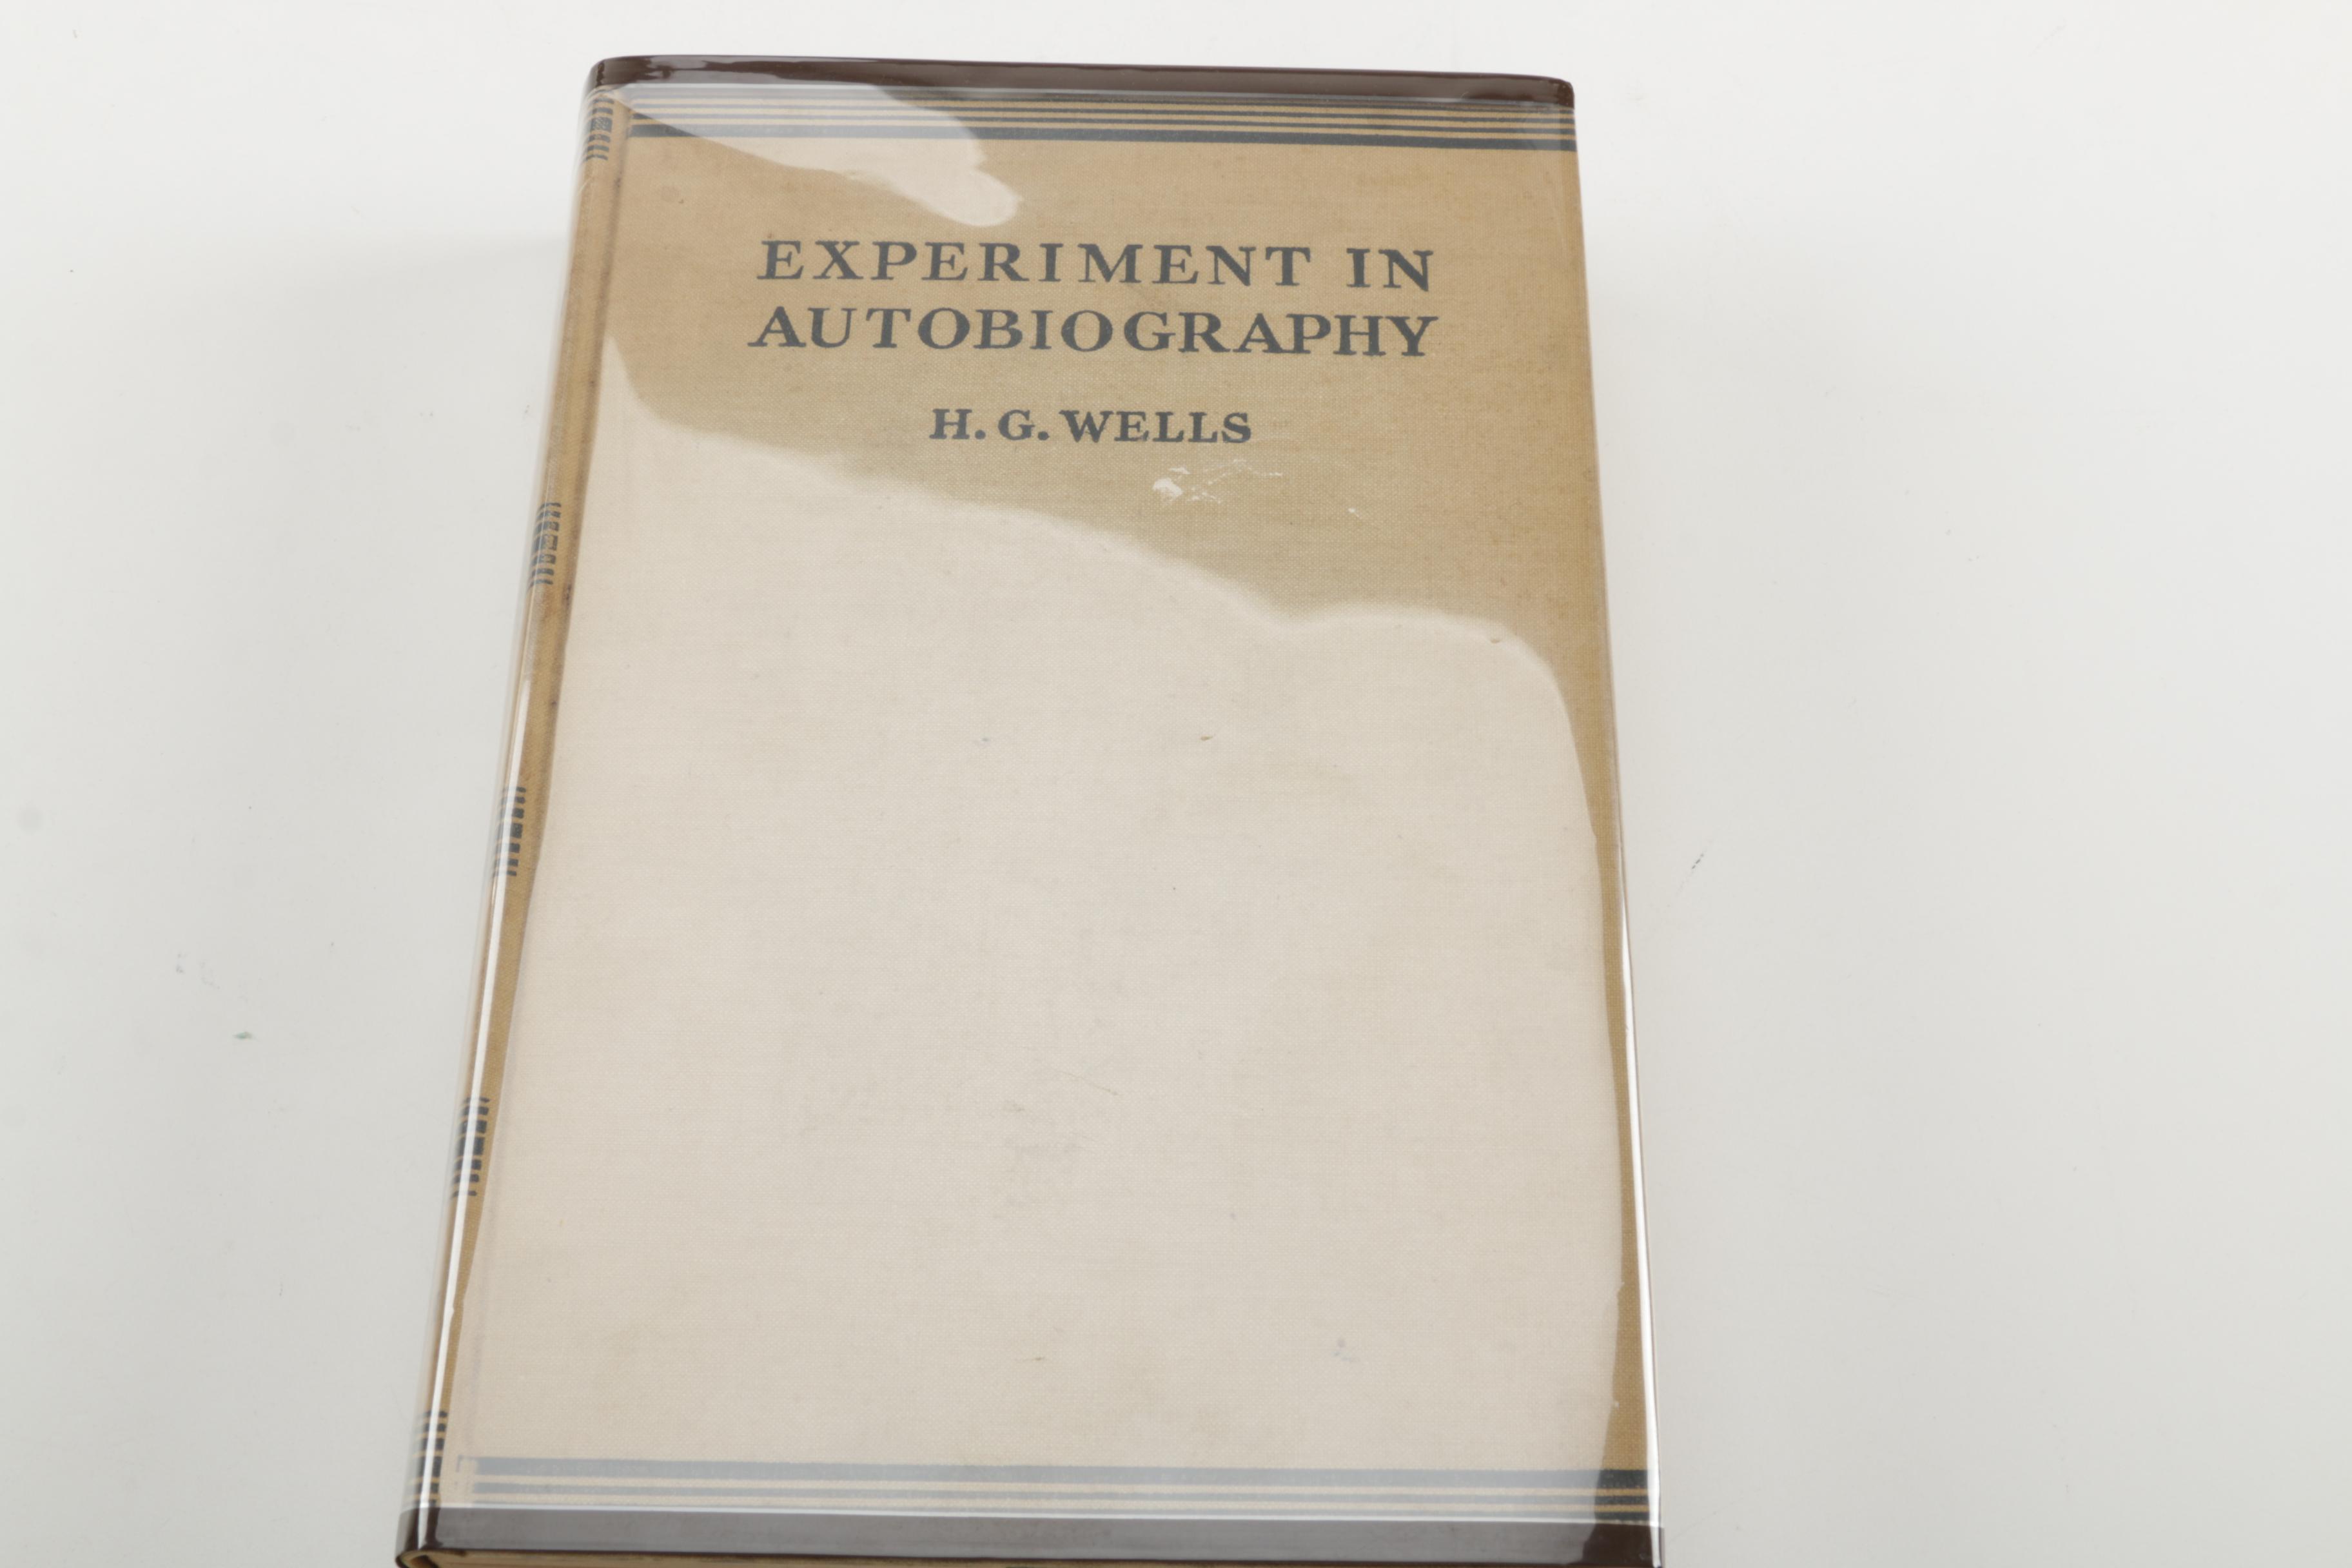 EXPERIMENT IN
AUTOBIOGRAPHY
H. G. WELLS